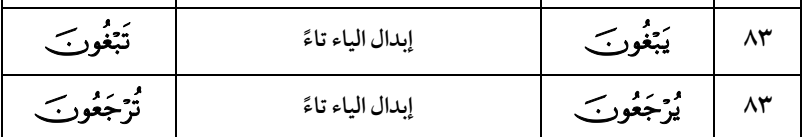 ٨٣ يَبْغُونَ إبدال الياء تاءً تَبْغُونَ
٨٣ يُرْجَعُونَ إبدال الياء تاءً تُرْجَعُونَ